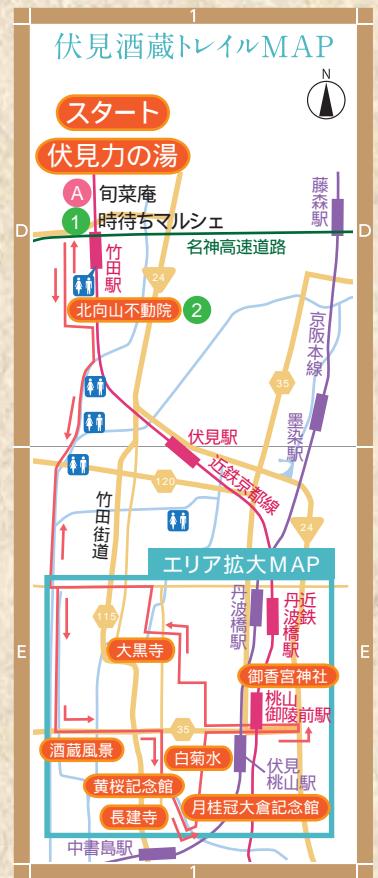 1
伏見酒蔵トレイルMAP
N
スタート
伏見力の湯
A 旬菜庵
1 時待ちマルシェ
藤森駅
D
D
名神高速道路
竹田駅
24
北向山不動院 2
京阪本線
35
墨染駅
伏見駅
近鉄京都線
120
竹田街道
24
エリア拡大MAP
丹波橋駅
近鉄
丹波橋駅
115
大黒寺
E
E
御香宮神社
桃山
御陵前駅
35
酒蔵風景
白菊水
伏見
桃山駅
黄桜記念館
月桂冠大倉記念館
長建寺
中書島駅
1